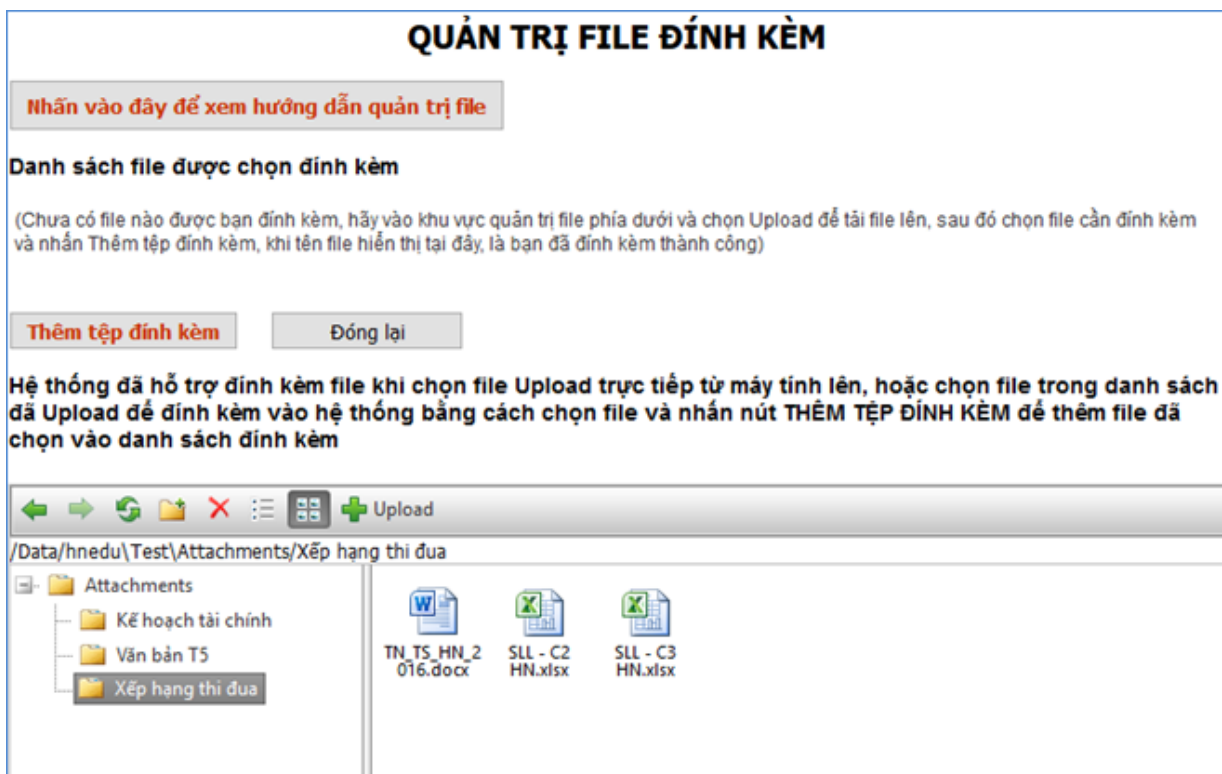 QUẢN TRỊ FILE ĐÍNH KÈM
Nhấn vào đây để xem hướng dẫn quản trị file
Danh sách file được chọn đính kèm
(Chưa có file nào được bạn đính kèm, hãy vào khu vực quản trị file phía dưới và chọn Upload để tải file lên, sau đó chọn file cần đính kèm
và nhấn Thêm tệp đính kèm, khi tên file hiển thị tại đây, là bạn đã đính kèm thành công)
Thêm tệp đính kèm
Đóng lại
Hệ thống đã hỗ trợ đính kèm file khi chọn file Upload trực tiếp từ máy tính lên, hoặc chọn file trong danh sách
đã Upload để đính kèm vào hệ thống bằng cách chọn file và nhấn nút THÊM TỆP ĐÍNH KÈM để thêm file đã
chọn vào danh sách đính kèm
Upload
/Data/hnedu\Test\Attachments/Xếp hạng thi đua
Attachments
Kế hoạch tài chính
Văn bản T5
Xếp hạng thi đua
TN_TS_HN_2
016.docx
SLL - C2
HN.xlsx
SLL - C3
HN.xlsx